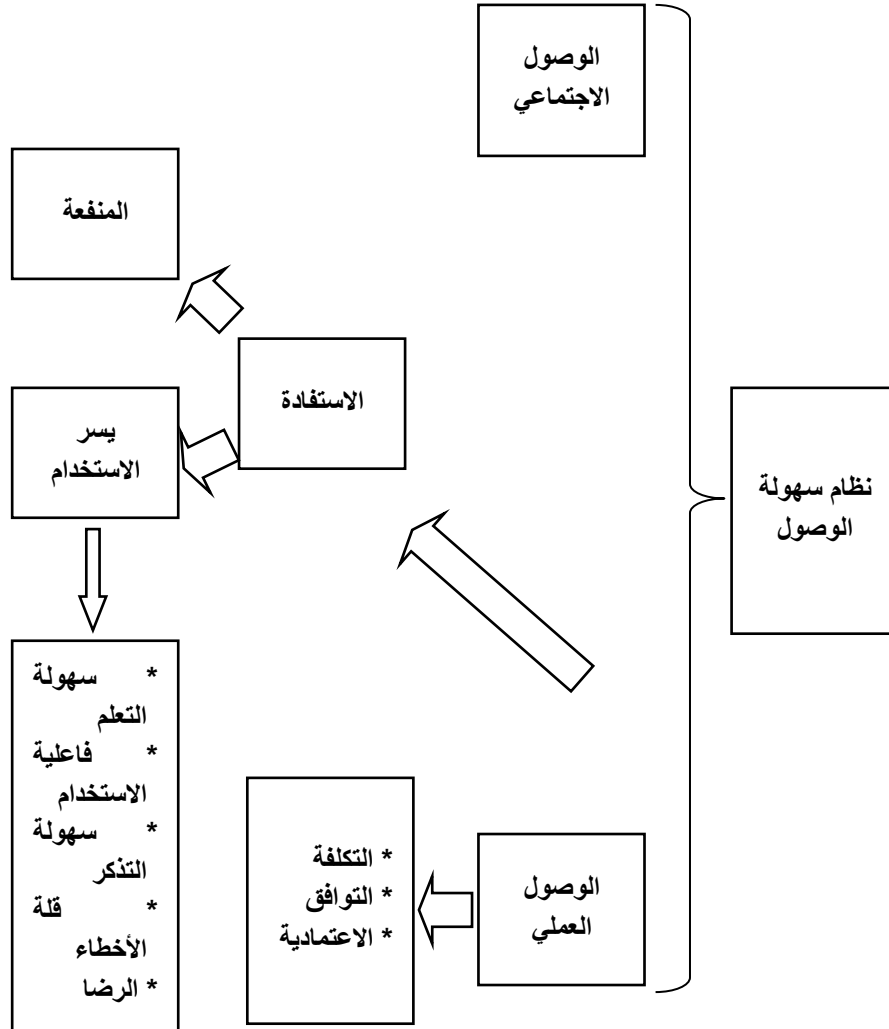 الوصول
الاجتماعي
المنفعة
الاستفادة
يسر
الاستخدام
نظام سهولة
الوصول
* سهولة
التعلم
* فاعلية
الاستخدام
* سهولة
التذكر
* قلة
الأخطاء
* الرضا
* التكلفة
* التوافق
* الاعتمادية
الوصول
العملي